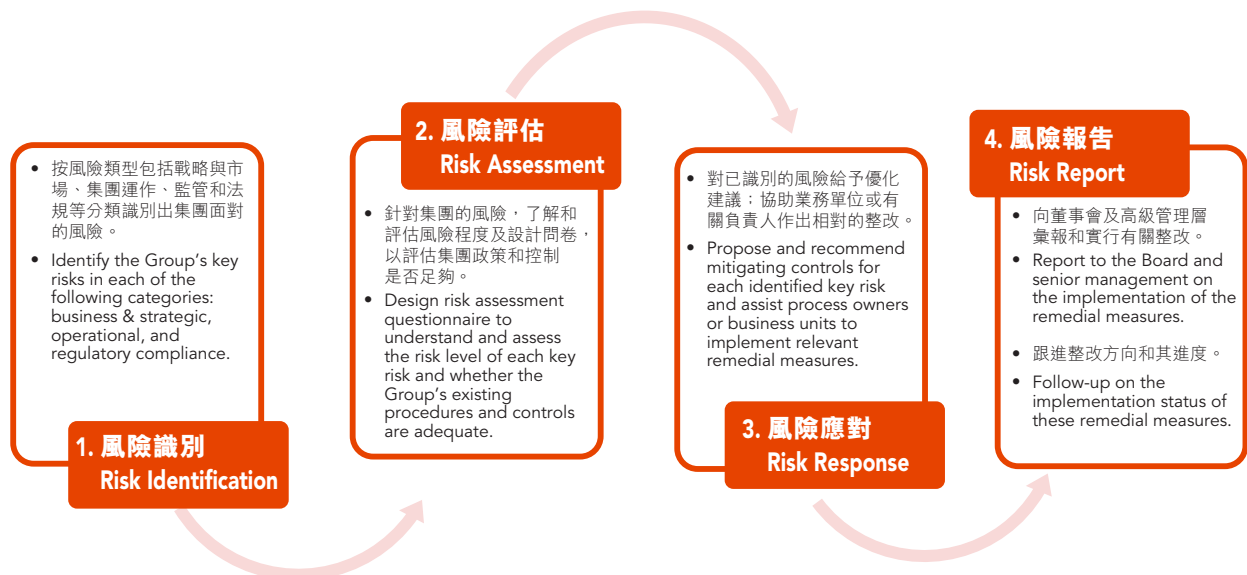 • 按風險類型包括戰略與市
場、集團運作、監管和法
規等分類識別出集團面對
的風險。
• Identify the Group's key
risks in each of the
following categories:
business & strategic,
operational, and
regulatory compliance.
1. 風險識別
Risk Identification
2. 風險評估
Risk Assessment
• 針對集團的風險，了解和
評估風險程度及設計問卷，
以評估集團政策和控制
是否足夠。
• Design risk assessment
questionnaire to
understand and assess
the risk level of each key
risk and whether the
Group's existing
procedures and controls
are adequate.
• 對已識別的風險給予優化
建議；協助業務單位或有
關負責人作出相對的整改。
• Propose and recommend
mitigating controls for
each identified key risk
and assist process owners
or business units to
implement relevant
remedial measures.
3. 風險應對
Risk Response
4. 風險報告
Risk Report
• 向董事會及高級管理層
彙報和實行有關整改。
• Report to the Board and
senior management on
the implementation of the
remedial measures.
• 跟進整改方向和其進度。
• Follow-up on the
implementation status of
these remedial measures.